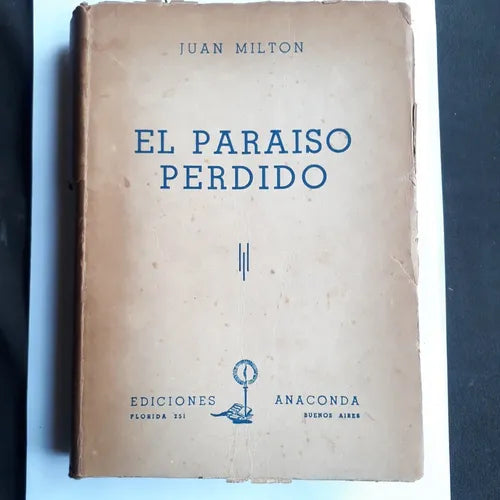 JUAN MILTON
EL PARAISO
PERDIDO
EDICIONES ANACONDA
FLORIDA 251 BUENOS AIRES